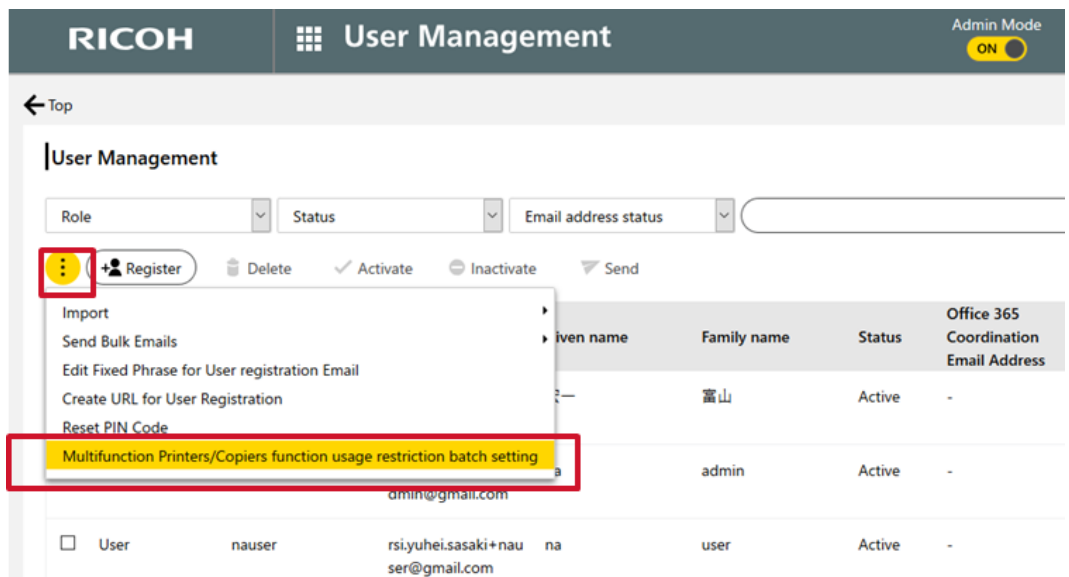 RICOH
User Management
Admin Mode
ON
Top
User Management
Role
Status
Email address status
Register
Delete
Activate
Inactivate
Send
Import
Send Bulk Emails
Edit Fixed Phrase for User registration Email
Create URL for User Registration
Reset PIN Code
Multifunction Printers/Copiers function usage restriction batch setting
iven name
Family name
Status
Office 365
Coordination
Email Address
一
富山
Active
-
a
admin
Active
-
dmin@gmail.com
User
nauser
rsi.yuhei.sasaki+nau
ser@gmail.com
na
user
Active
-